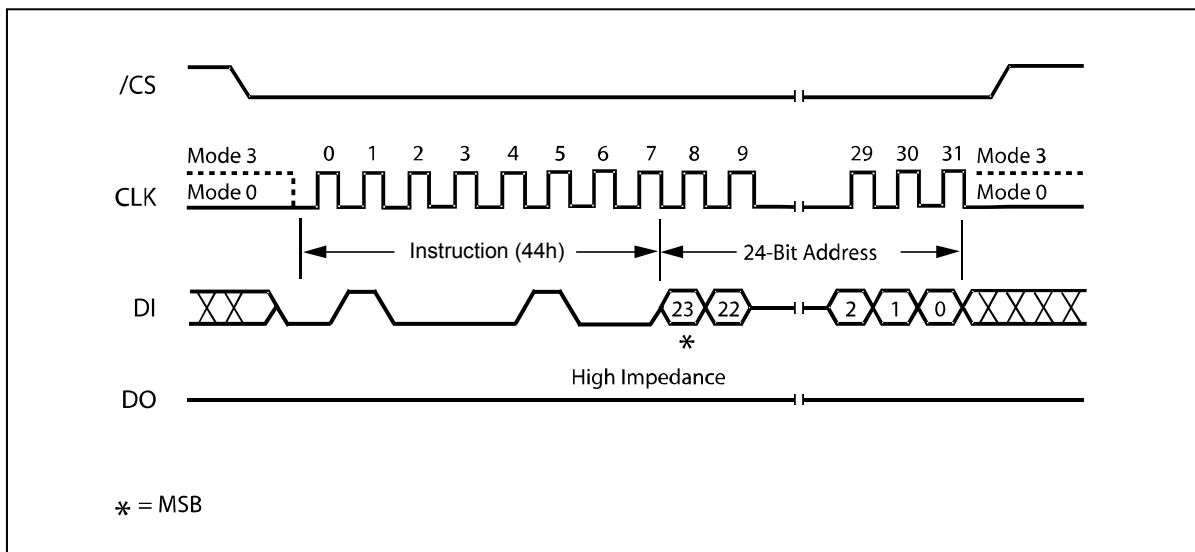 /CS
Mode 3 0 1 2 3 4 5 6 7 8 9 29 30 31 Mode 3
CLK Mode 0 Mode 0
Instruction (44h) 24-Bit Address
DI 23 22 2 1 0
*
High Impedance
DO
* = MSB